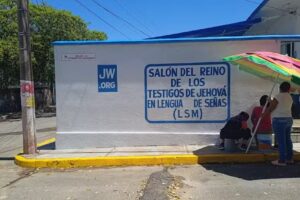 JW
.ORG
SALÓN DEL REINO
DE LOS
TESTIGOS DE JEHOVÁ
EN LENGUA DE SEÑAS
(LSM)